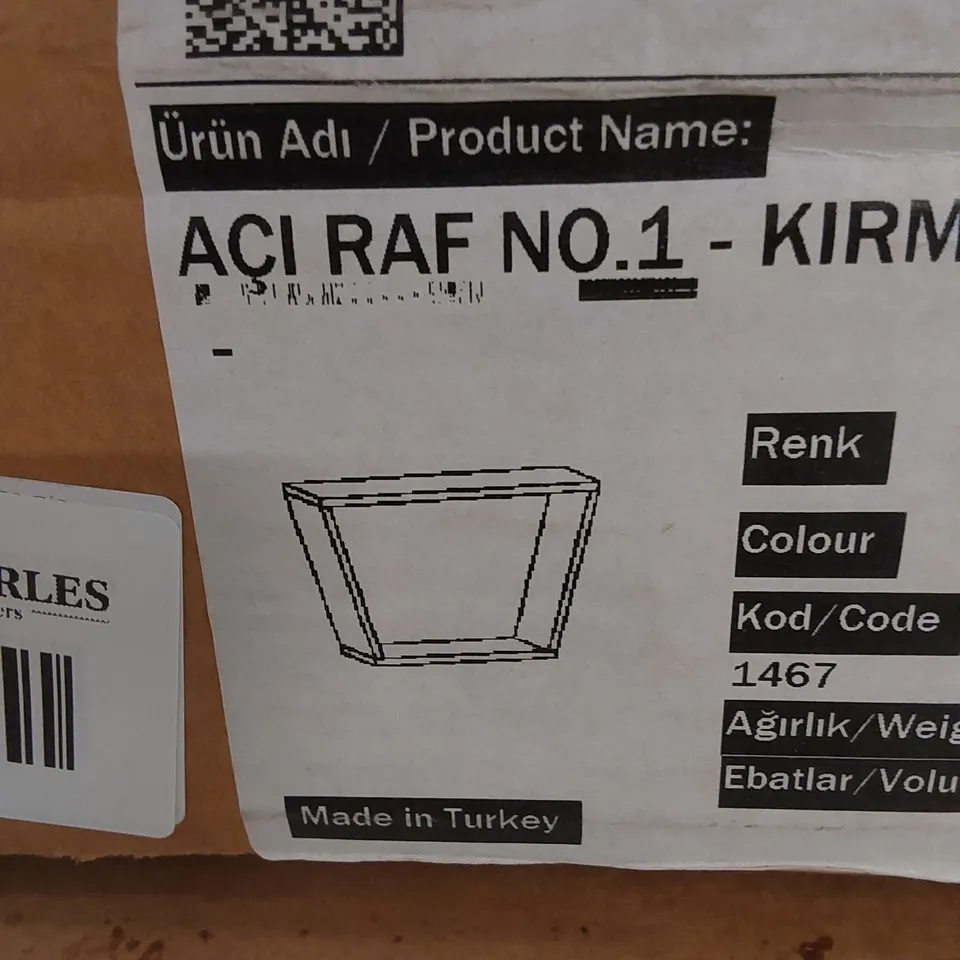 Ürün Adı / Product Name:
AÇI RAF NO.1 - KIRM
-
Renk
Colour
Kod/Code
1467
Ağırlık/Weig
Ebatlar/Volu
Made in Turkey
RLES
ers